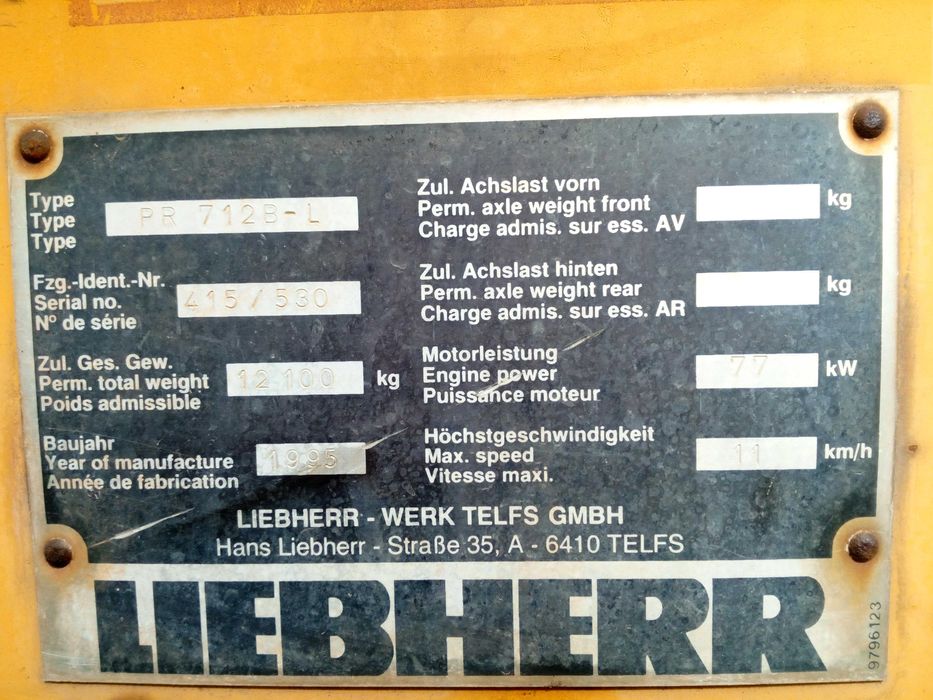 Type
Type PR 712B-L
Type
Fzg.-Ident.-Nr.
Serial no. 415/530
Nº de série
Zul. Ges. Gew.
Perm. total weight 12 100 kg
Poids admissible
Baujahr
Year of manufacture 1995
Année de fabrication
Zul. Achslast vorn
Perm. axle weight front kg
Charge admis. sur ess. AV
Zul. Achslast hinten
Perm. axle weight rear kg
Charge admis. sur ess. AR
Motorleistung
Engine power 77 kW
Puissance moteur
Höchstgeschwindigkeit
Max. speed 11 km/h
Vitesse maxi.
LIEBHERR - WERK TELFS GMBH
Hans Liebherr - Straße 35, A - 6410 TELFS
LIEBHERR
9796123